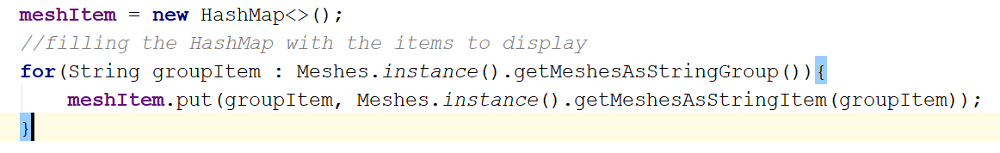 meshItem = new HashMap<>();
//filling the HashMap with the items to display
for(String groupItem : Meshes.instance().getMeshesAsStringGroup()){
    meshItem.put(groupItem, Meshes.instance().getMeshesAsStringItem(groupItem));
}